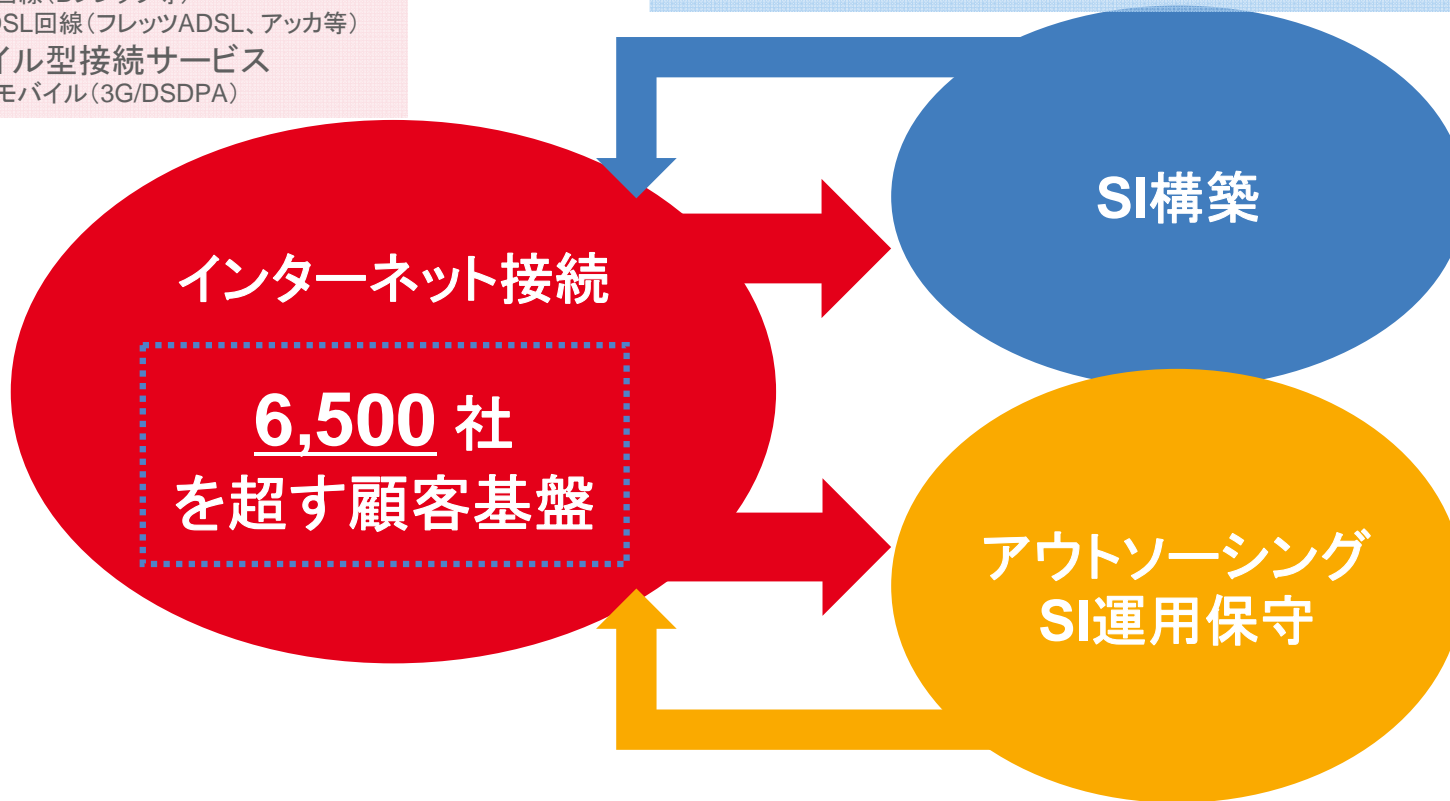 DSL回線（フレッツADSL、アッカ等）
イル型接続サービス
モバイル（3G/DSDPA）
SI構築
インターネット接続
6,500 社
を超す顧客基盤
アウトソーシング
SI運用保守